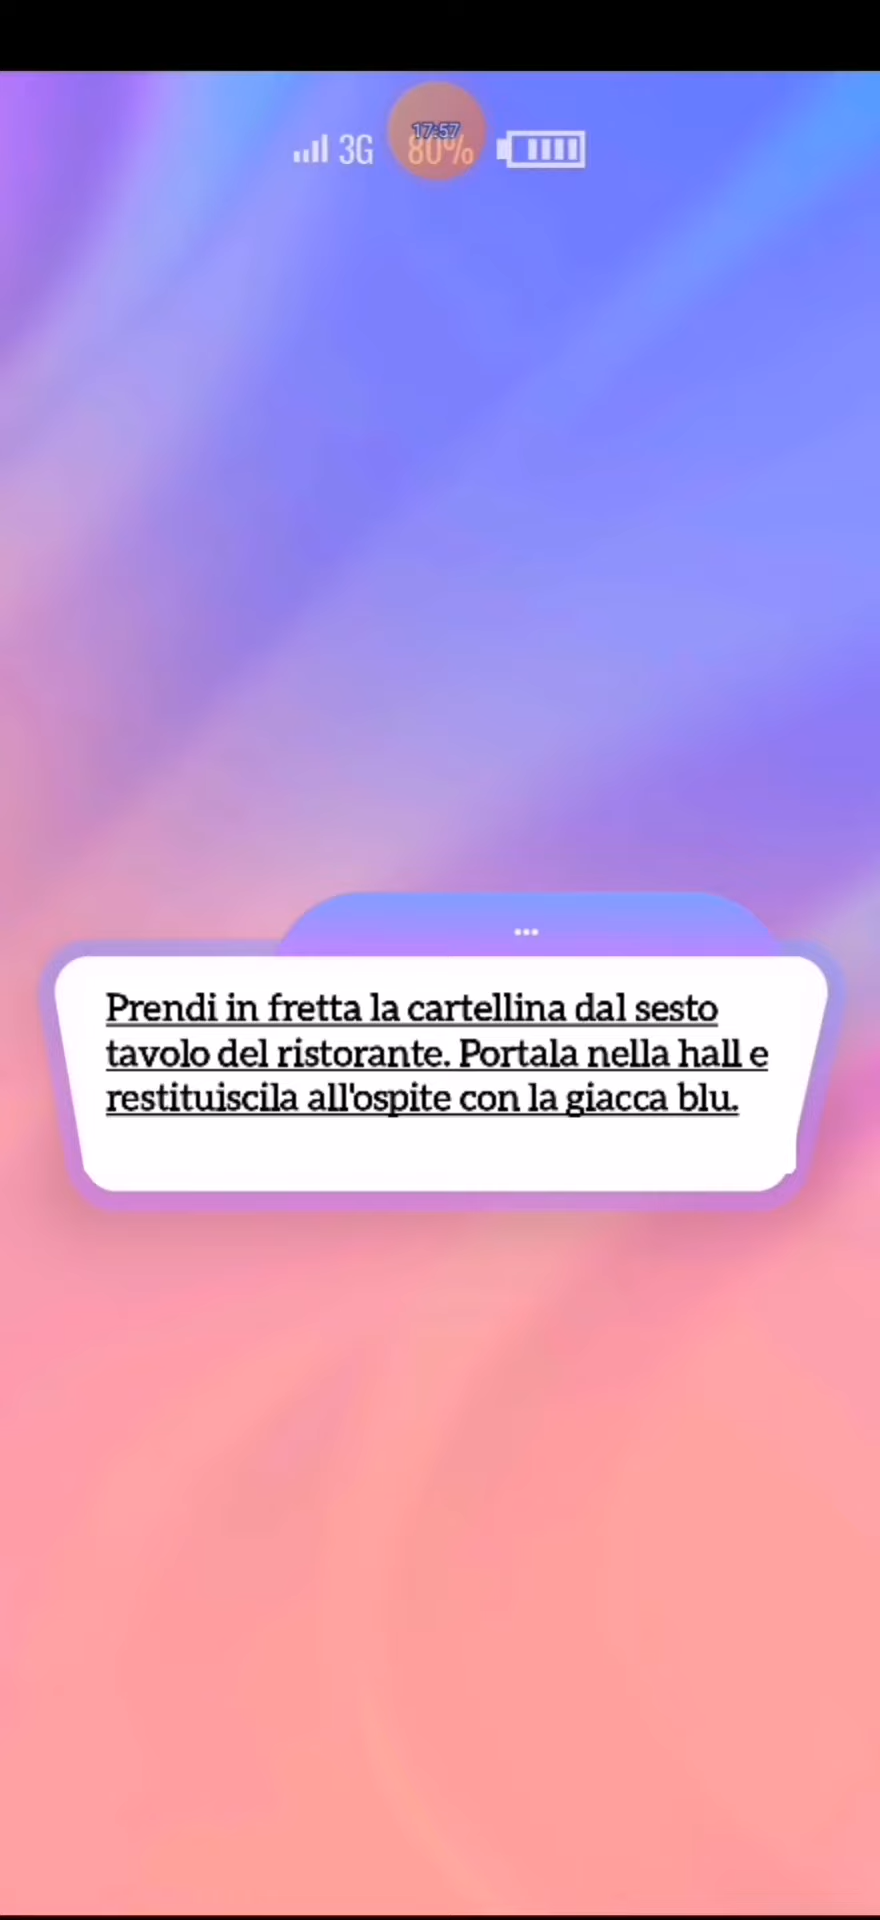 3G 80%
17:57
...
Prendi in fretta la cartellina dal sesto
tavolo del ristorante. Portala nella hall e
restituiscila all'ospite con la giacca blu.